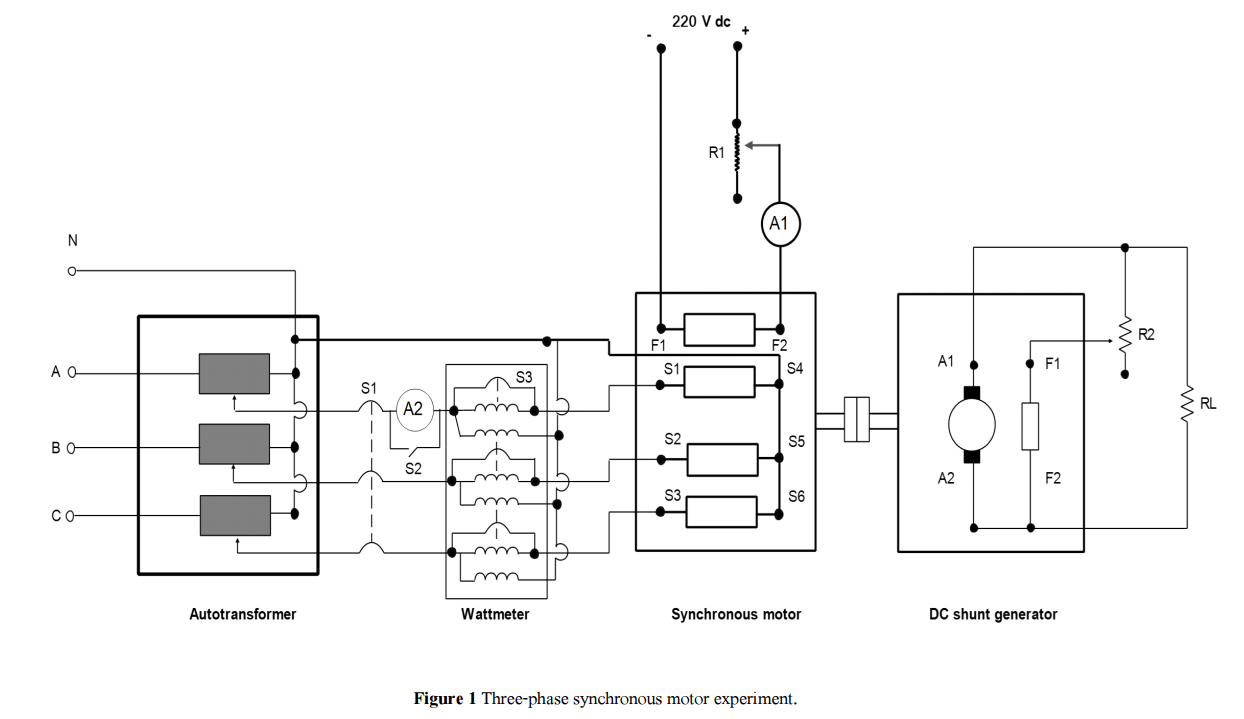 220 V dc
- +
R1
A1
N
F1 F2
A S1 S3 S1 S4
A2
A1 F1 R2
RL
B S2 S2 S5
A2 F2
C S3 S6
Autotransformer Wattmeter Synchronous motor DC shunt generator
Figure 1 Three-phase synchronous motor experiment.